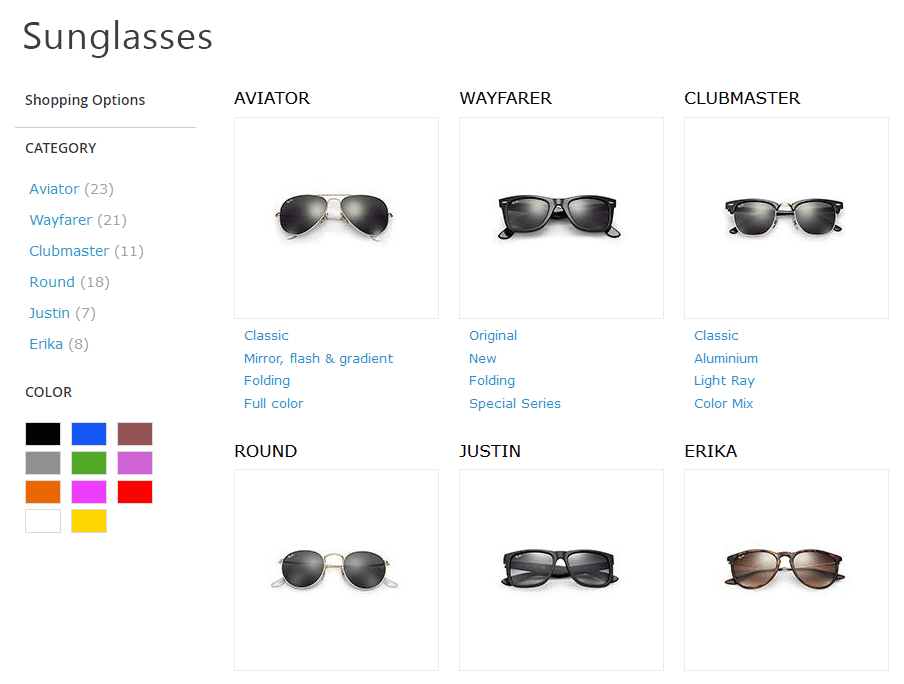 Sunglasses
Shopping Options
CATEGORY
Aviator (23)
Wayfarer (21)
Clubmaster (11)
Round (18)
Justin (7)
Erika (8)
COLOR
AVIATOR
Classic
Mirror, flash & gradient
Folding
Full color
WAYFARER
Original
New
Folding
Special Series
CLUBMASTER
Classic
Aluminium
Light Ray
Color Mix
ROUND
JUSTIN
ERIKA